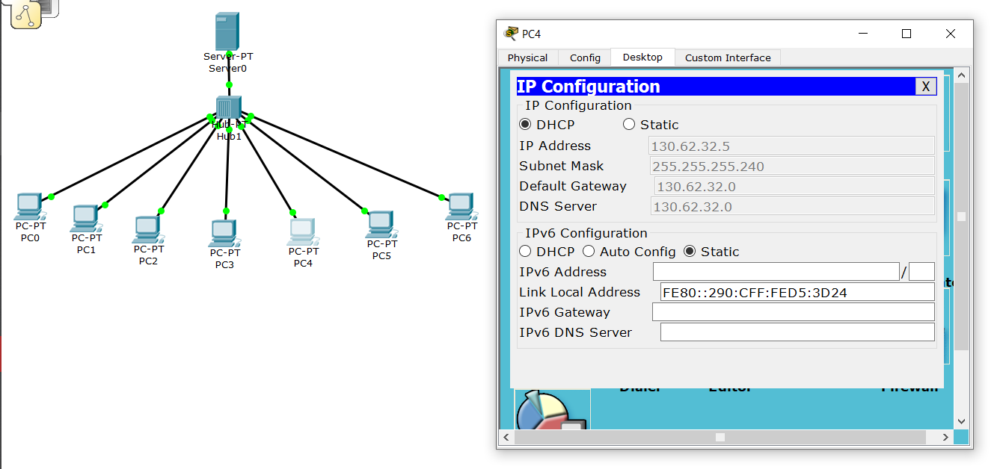 Server-PT
Server0
Hub-PT
Hub1
PC-PT
PC0
PC-PT
PC1
PC-PT
PC2
PC-PT
PC3
PC-PT
PC4
PC-PT
PC5
PC-PT
PC6
PC4
Physical Config Desktop Custom Interface
IP Configuration X
IP Configuration
DHCP Static
IP Address 130.62.32.5
Subnet Mask 255.255.255.240
Default Gateway 130.62.32.0
DNS Server 130.62.32.0
IPv6 Configuration
DHCP Auto Config Static
IPv6 Address /
Link Local Address FE80::290:CFF:FED5:3D24
IPv6 Gateway
IPv6 DNS Server
Dialer Editor Firewall